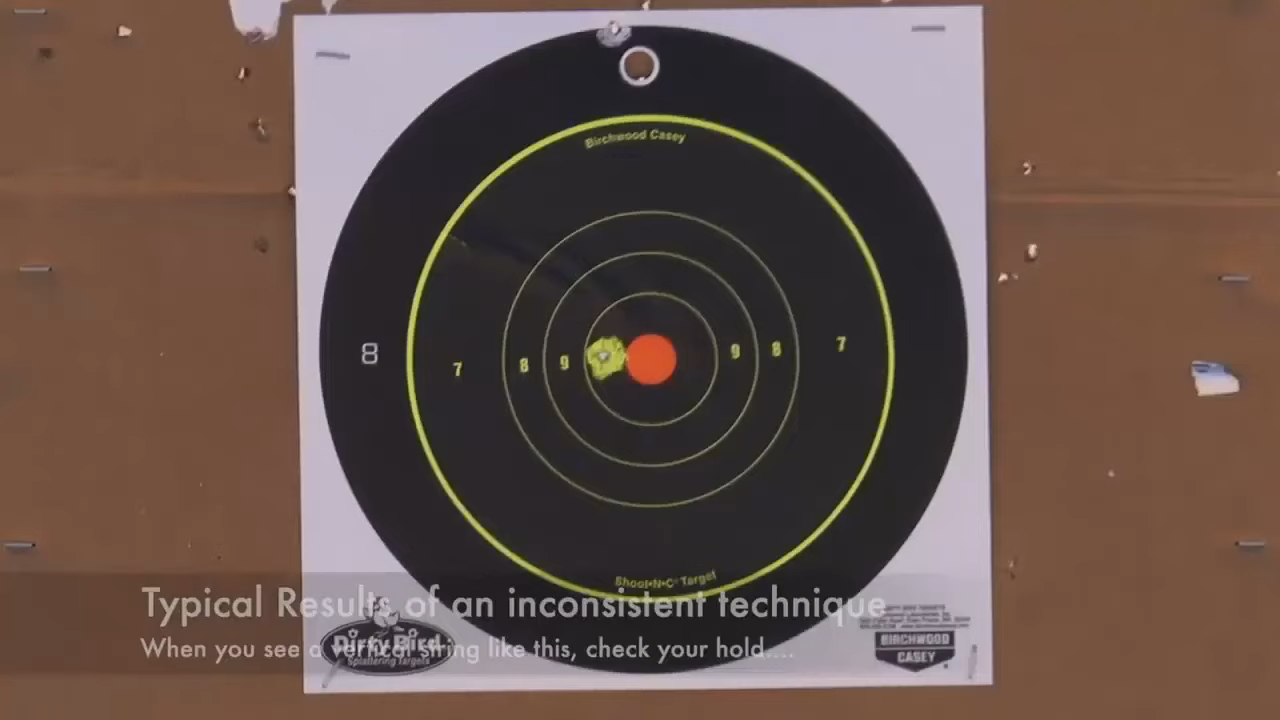 Birchwood Casey
8
7
8
9
9
8
7
Shoot•N•C® Target
Typical Results of an inconsistent technique
When you see a vertical string like this, check your hold....
Dirty Bird
Splattering Targets
BIRCHWOOD
CASEY